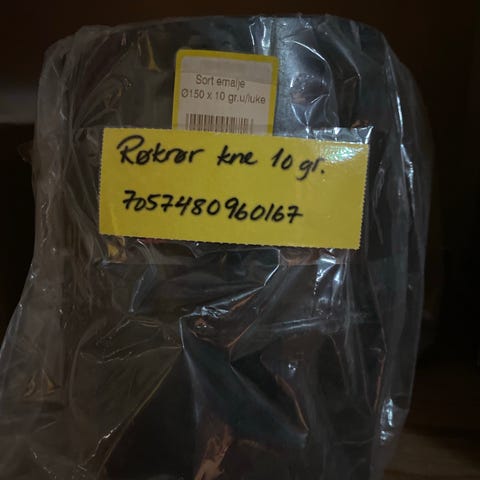 Sort emalje
Ø150 x 10 gr.u/luke
Røkrør kne 10 gr.
7057480960167